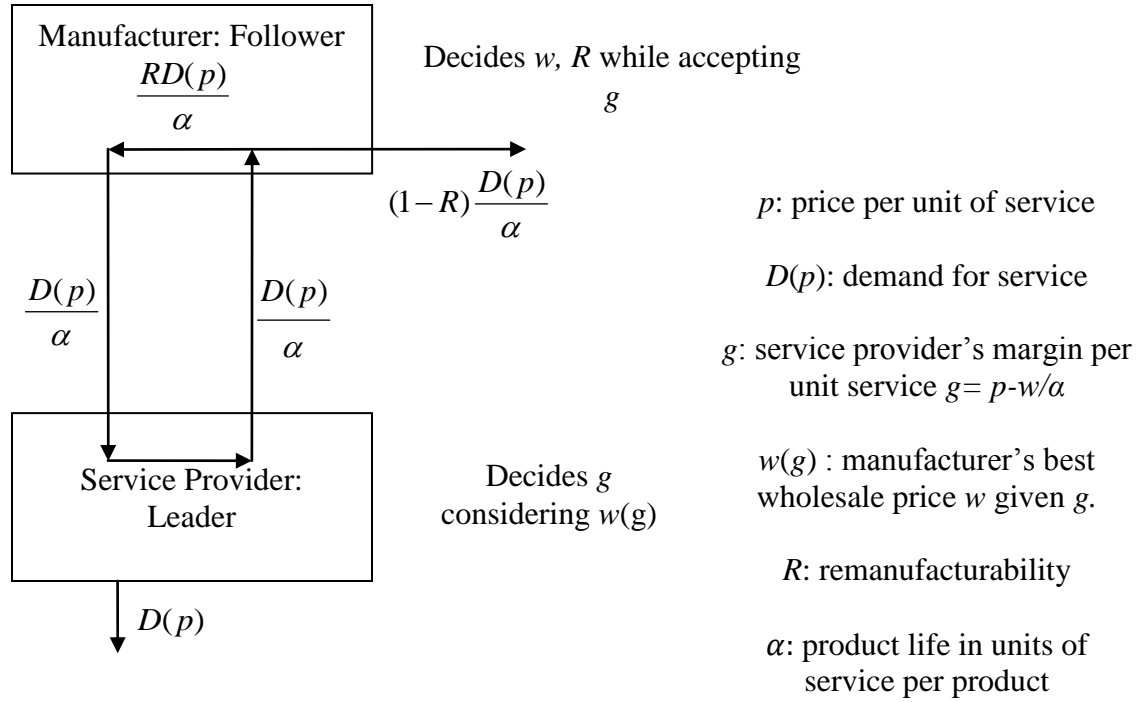 Manufacturer: Follower
RD(p)
α
Decides w, R while accepting
g
(1−R) D(p)
α
D(p)
α
D(p)
α
Service Provider:
Leader
Decides g
considering w(g)
D(p)
p: price per unit of service
D(p): demand for service
g: service provider’s margin per
unit service g= p-w/α
w(g) : manufacturer’s best
wholesale price w given g.
R: remanufacturability
α: product life in units of
service per product